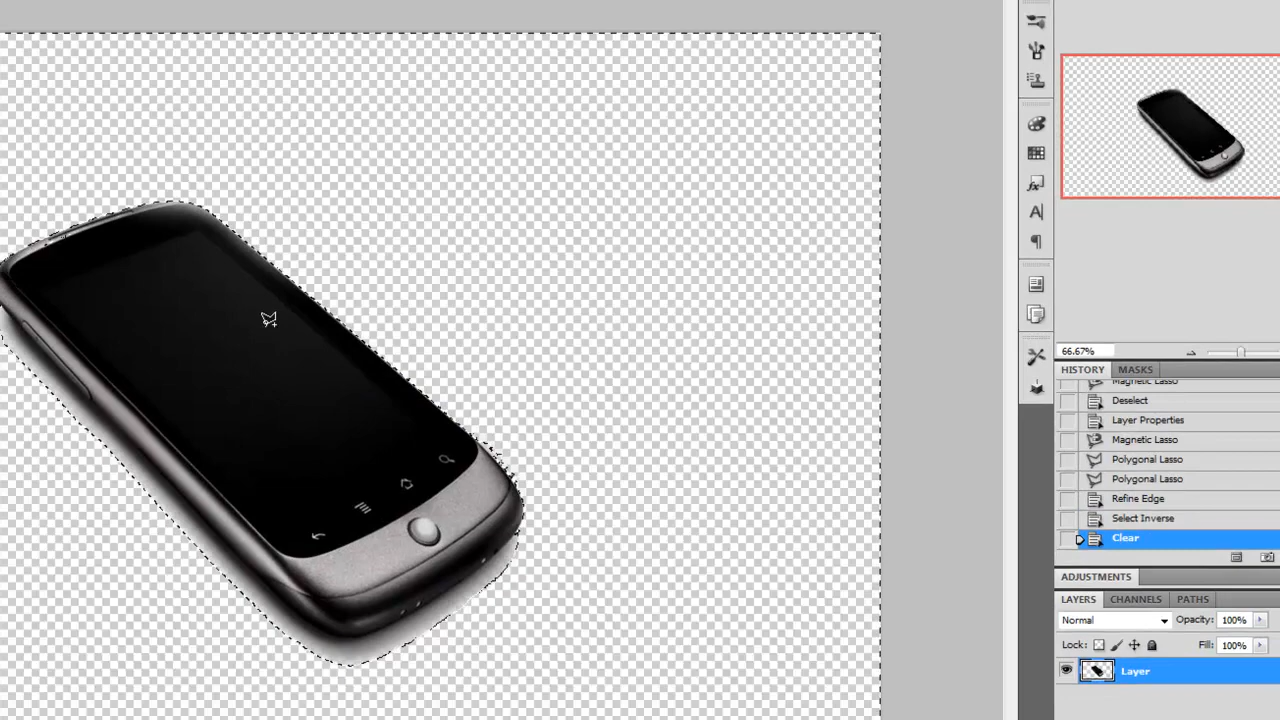 66.67%
HISTORY MASKS
Magnetic Lasso
Deselect
Layer Properties
Magnetic Lasso
Polygonal Lasso
Polygonal Lasso
Refine Edge
Select Inverse
Clear
ADJUSTMENTS
LAYERS CHANNELS PATHS
Normal Opacity: 100%
Lock: Fill: 100%
Layer